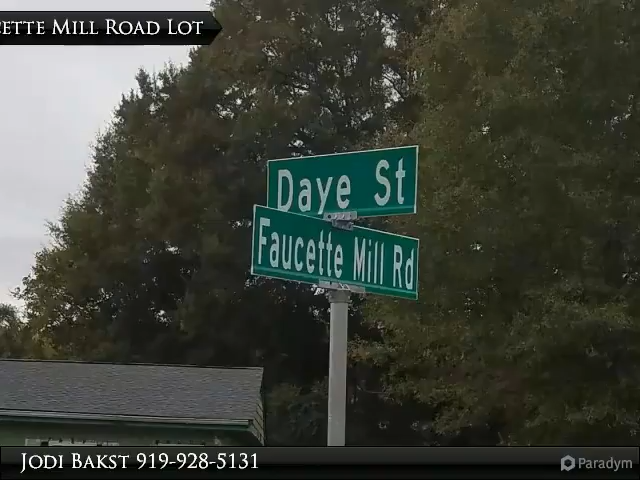 CETTE MILL ROAD LOT
Daye St
Faucette Mill Rd
JODI BAKST 919-928-5131
Paradym